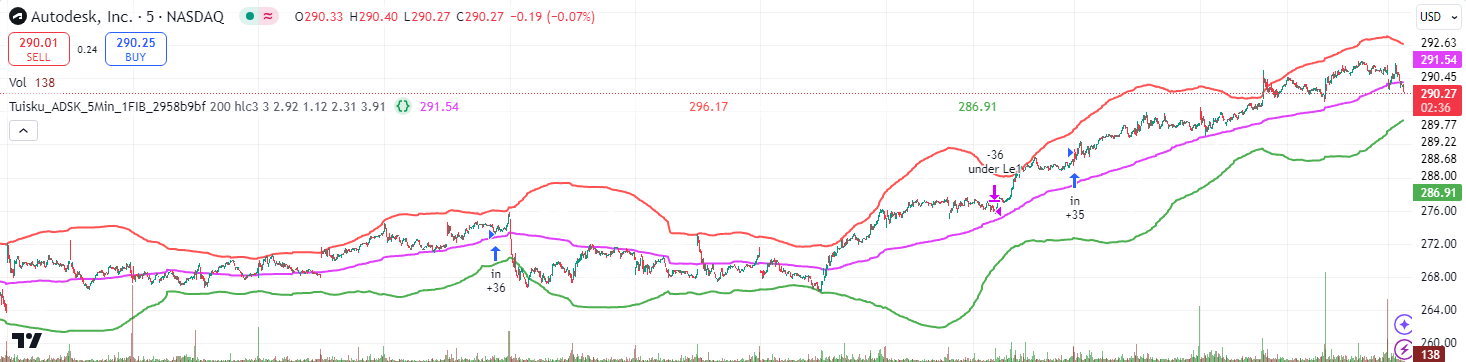 Autodesk, Inc. · 5 · NASDAQ ≈ O290.33 H290.40 L290.27 C290.27 −0.19 (−0.07%)
USD
290.01 0.24 290.25
SELL BUY
Vol 138
Tuisku_ADSK_5Min_1FIB_2958b9bf 200 hlc3 3 2.92 1.12 2.31 3.91 {} 291.54 296.17 286.91
292.63
291.54
290.45
290.27
02:36
289.77
289.22
288.68
288.00
286.91
276.00
272.00
268.00
264.00
260.00
138
-36
under Le1
in
+35
in
+36
TV